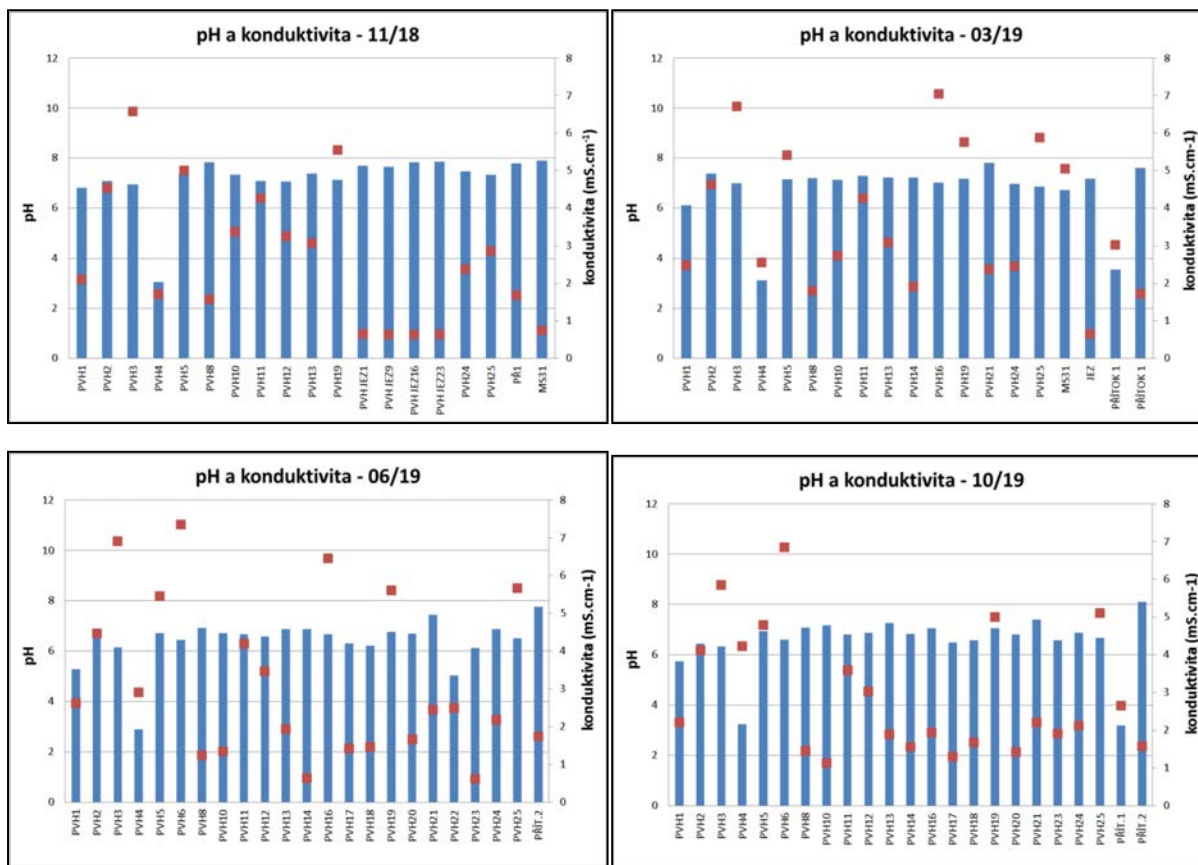 pH a konduktivita - 11/18
12
10
8
6
4
2
0
pH
8
7
6
5
4
3
2
1
0
konduktivita (mS.cm-1)
PVH1
PVH2
PVH3
PVH4
PVH5
PVH8
PVH10
PVH11
PVH12
PVH13
PVH19
PVH JEZ1
PVH JEZ9
PVH JEZ16
PVH JEZ23
PVH24
PVH25
PŘ1
MS31
pH a konduktivita - 03/19
12
10
8
6
4
2
0
pH
8
7
6
5
4
3
2
1
0
konduktivita (mS.cm-1)
PVH1
PVH2
PVH3
PVH4
PVH5
PVH8
PVH10
PVH11
PVH13
PVH14
PVH16
PVH19
PVH21
PVH24
PVH25
MS31
JEZ
PŘÍTOK 1
PŘÍTOK 1
pH a konduktivita - 06/19
12
10
8
6
4
2
0
pH
8
7
6
5
4
3
2
1
0
konduktivita (mS.cm-1)
PVH1
PVH2
PVH3
PVH4
PVH5
PVH6
PVH8
PVH10
PVH11
PVH12
PVH13
PVH14
PVH16
PVH17
PVH18
PVH19
PVH20
PVH21
PVH22
PVH23
PVH24
PVH25
PŘÍT.2
pH a konduktivita - 10/19
12
10
8
6
4
2
0
pH
8
7
6
5
4
3
2
1
0
konduktivita (mS.cm-1)
PVH1
PVH2
PVH3
PVH4
PVH5
PVH6
PVH8
PVH10
PVH11
PVH12
PVH13
PVH14
PVH16
PVH17
PVH18
PVH19
PVH20
PVH21
PVH23
PVH24
PVH25
PŘÍT.1
PŘÍT.2